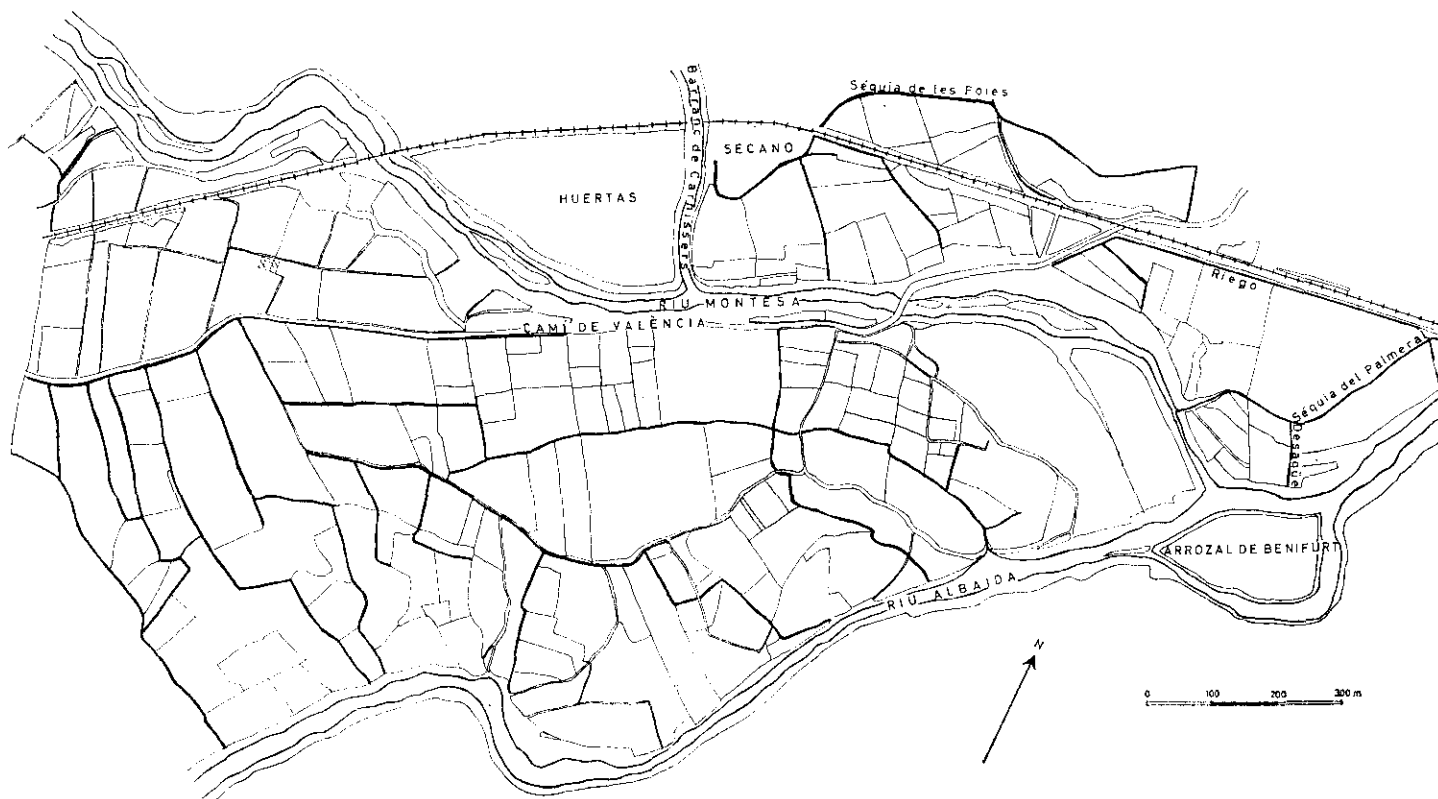 Séquia de les Foies
Barranc de Carnissers
SECANO
HUERTAS
Riego
RIU MONTESA
CAMÍ DE VALÈNCIA
Séquia del Palmeral
Desagüe
ARROZAL DE BENIFURT
RIU ALBAIDA
N
0 100 200 300 m.